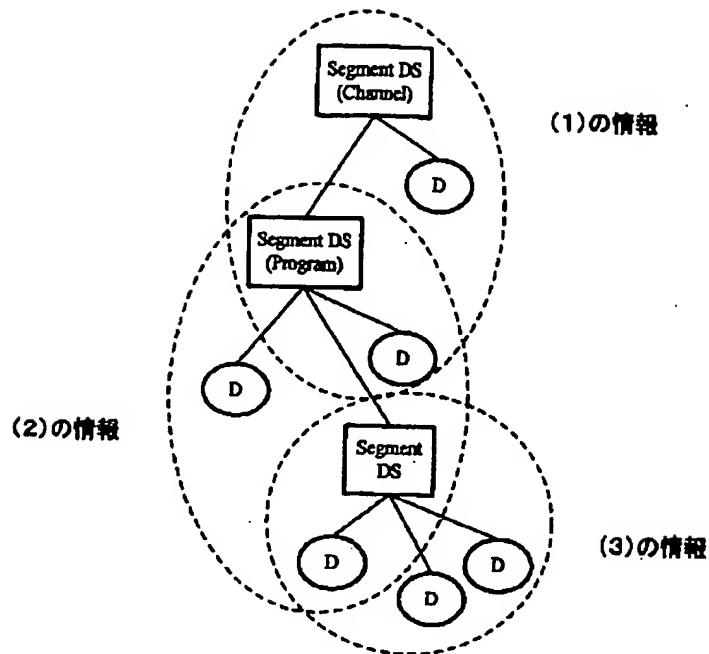 Segment DS
(Channel)
(1)の情報
D
Segment DS
(Program)
D
D
(2)の情報
Segment
DS
D
D
D
(3)の情報